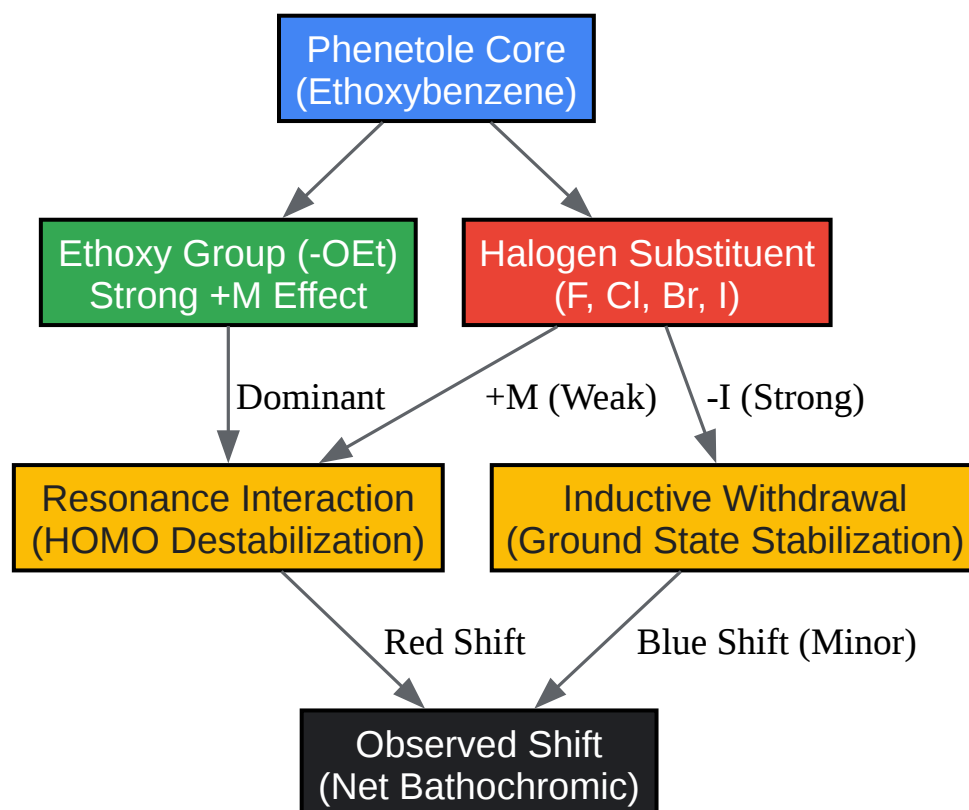 Phenetole Core
(Ethoxybenzene)
Ethoxy Group (-OEt)
Strong +M Effect
Halogen Substituent
(F, Cl, Br, I)
Dominant
+M (Weak)
-I (Strong)
Resonance Interaction
(HOMO Destabilization)
Inductive Withdrawal
(Ground State Stabilization)
Red Shift
Blue Shift (Minor)
Observed Shift
(Net Bathochromic)